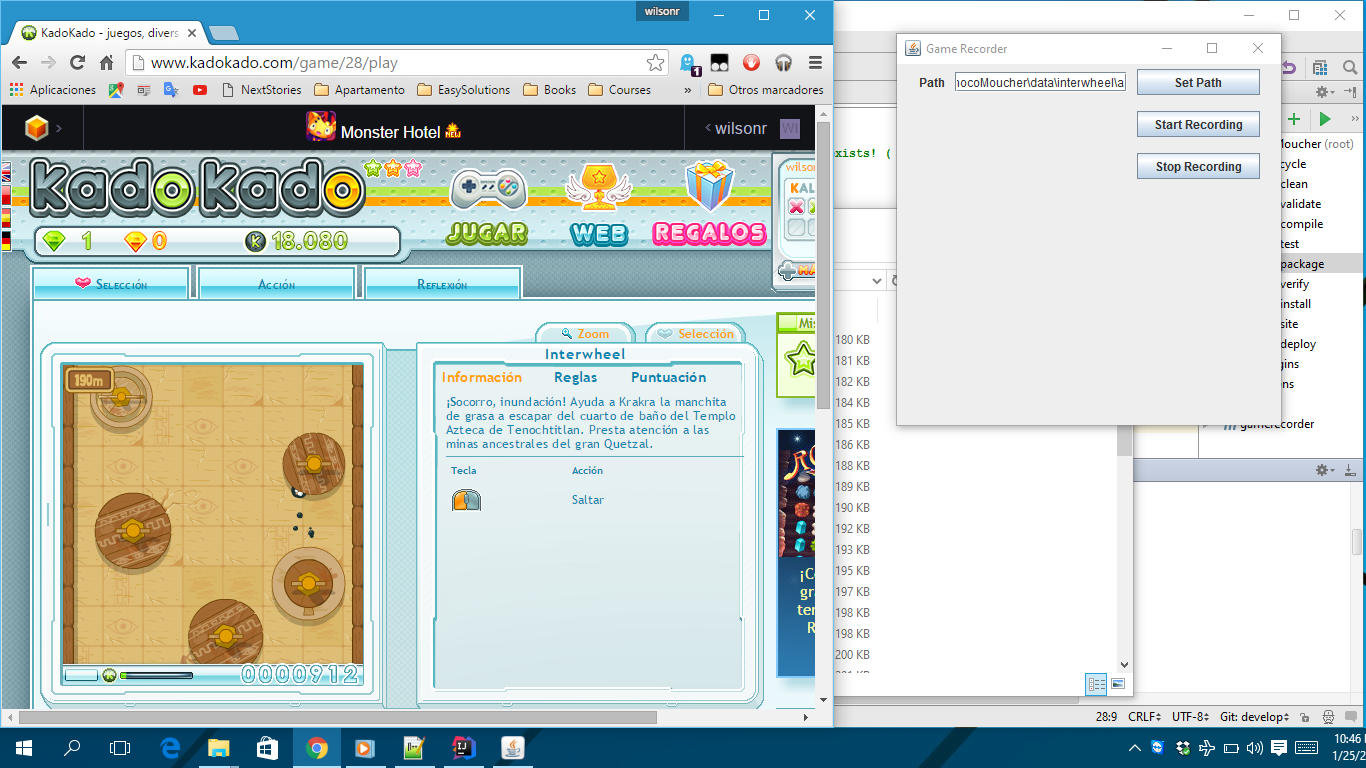 wilsonr
KadoKado - juegos, divers
www.kadokado.com/game/28/play
1
Aplicaciones
NextStories
Apartamento
EasySolutions
Books
Courses
»
Otros marcadores
Monster Hotel NEW
wilsonr
WI
KadoKado
1
0
K 18.080
JUGAR
WEB
REGALOS
wilson
KAL
Selección
Acción
Reflexión
Zoom
Selección
Mis
Interwheel
Información
Reglas
Puntuación
¡Socorro, inundación! Ayuda a Krakra la manchita
de grasa a escapar del cuarto de baño del Templo
Azteca de Tenochtitlan. Presta atención a las
minas ancestrales del gran Quetzal.
Tecla
Acción
Saltar
190m
0000912
Game Recorder
Path
ocoMoucher\data\interwheel\a
Set Path
Start Recording
Stop Recording
xists! (
Moucher (root)
cycle
clean
validate
compile
test
package
verify
install
site
deploy
gins
ns
gamerecorder
180 KB
181 KB
182 KB
184 KB
185 KB
186 KB
188 KB
189 KB
190 KB
192 KB
193 KB
195 KB
197 KB
198 KB
198 KB
200 KB
28:9
CRLF
UTF-8
Git: develop
10:46
1/25/2